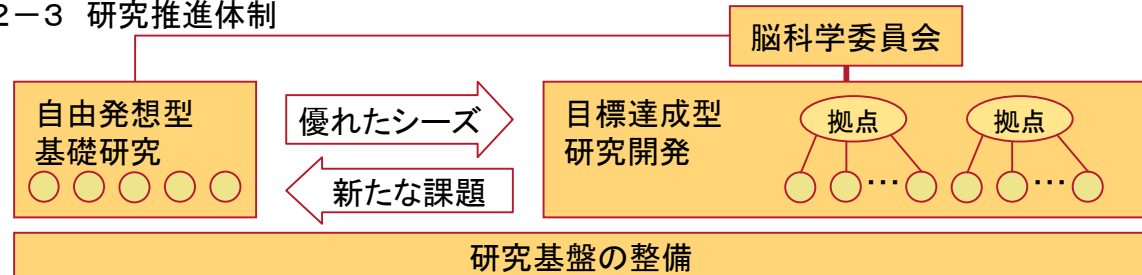 2－3 研究推進体制
脳科学委員会
自由発想型
基礎研究
優れたシーズ
新たな課題
目標達成型
研究開発
拠点
拠点
…
…
研究基盤の整備